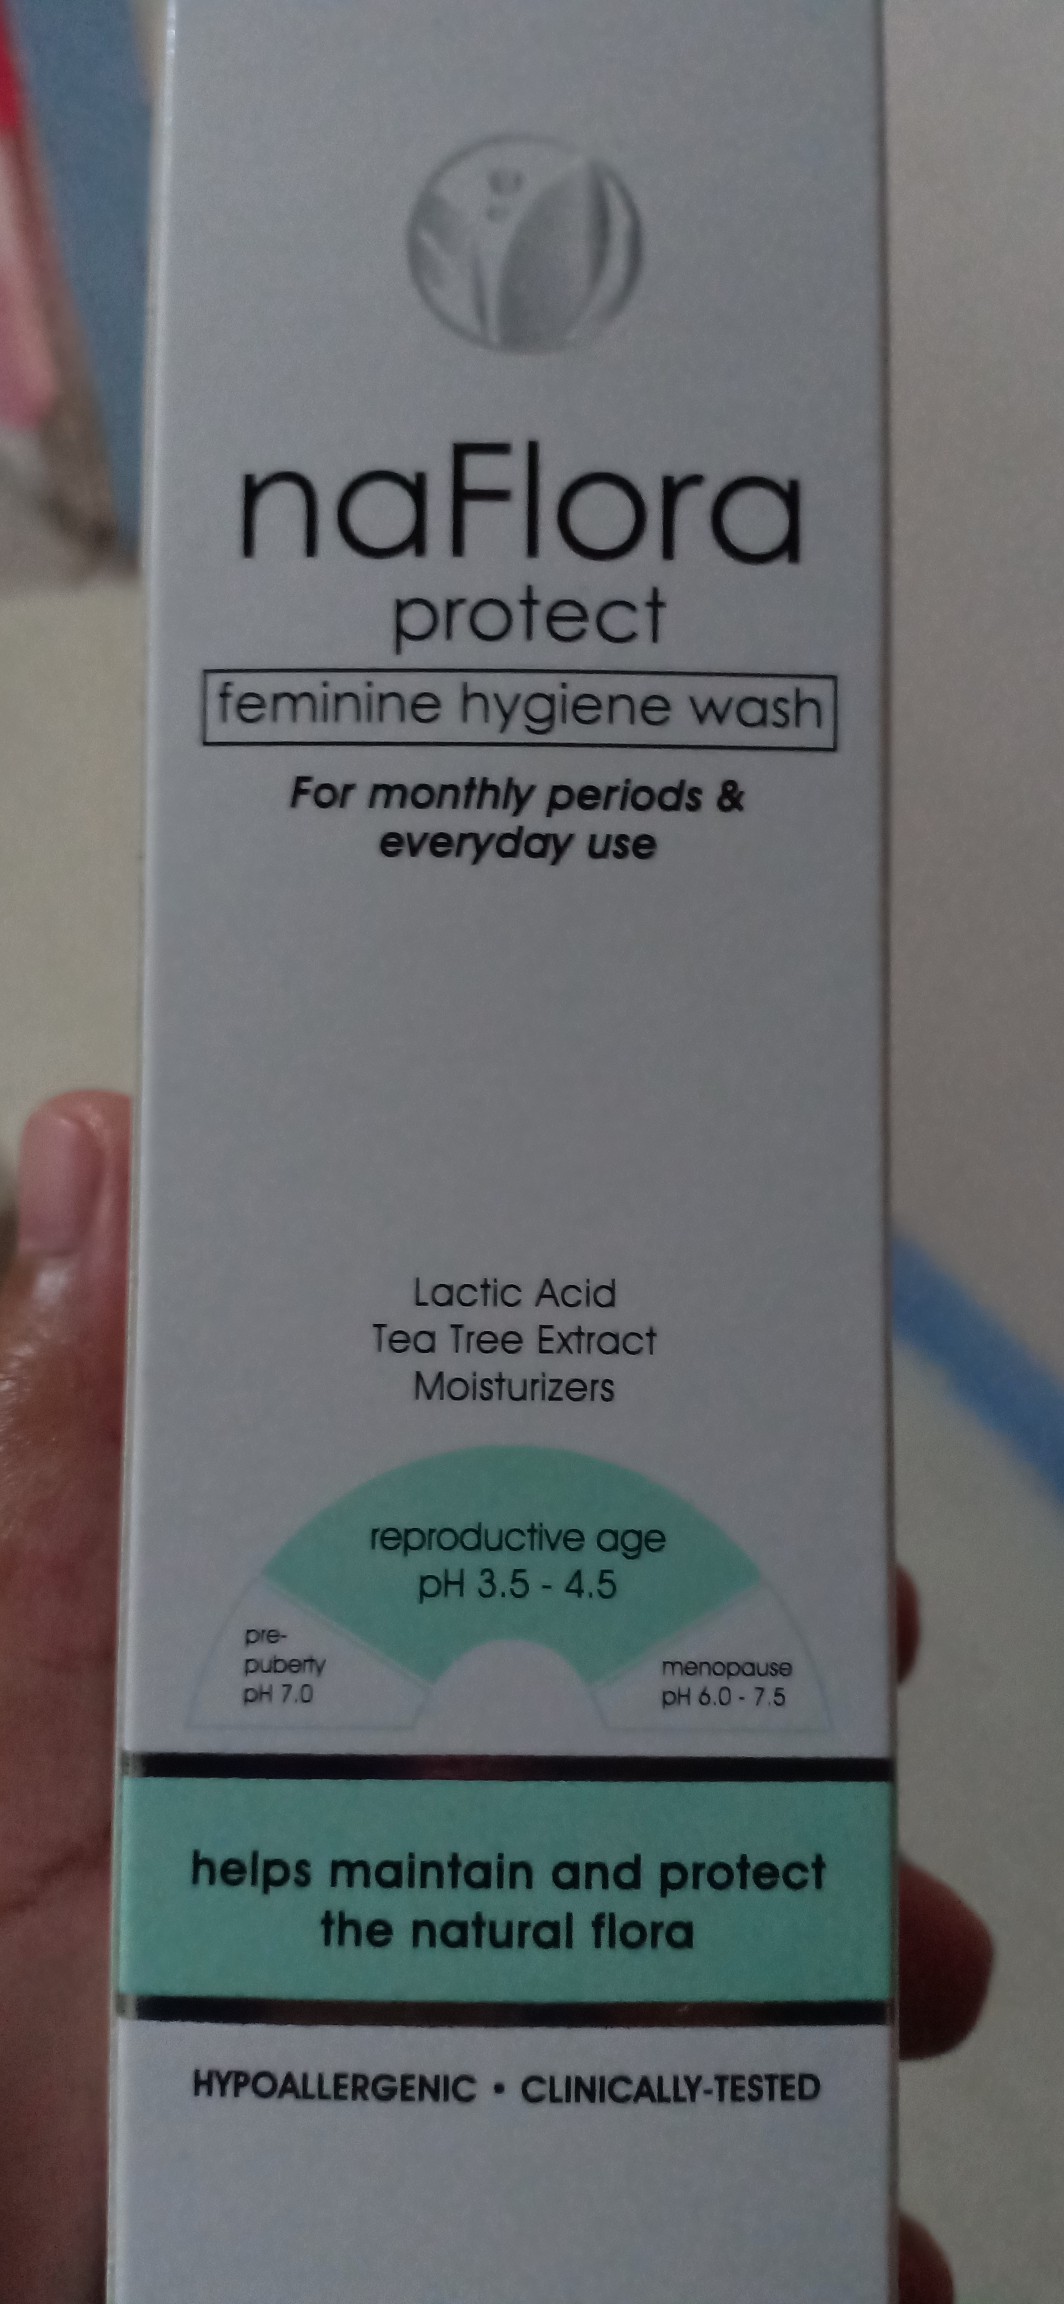 naFlora
protect
feminine hygiene wash
For monthly periods &
everyday use
Lactic Acid
Tea Tree Extract
Moisturizers
reproductive age
pH 3.5 - 4.5
pre-
puberty
pH 7.0
menopause
pH 6.0 - 7.5
helps maintain and protect
the natural flora
HYPOALLERGENIC • CLINICALLY-TESTED